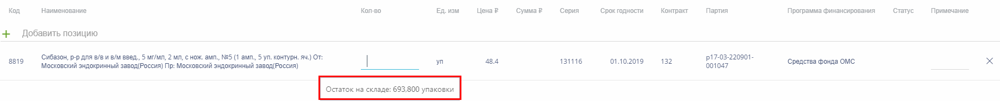 Код Наименование Кол-во Ед. изм Цена ₽ Сумма ₽ Серия Срок годности Контракт Партия Программа финансирования Статус Примечание
+ Добавить позицию
8819 Сибазон, р-р для в/в и в/м введ., 5 мг/мл, 2 мл, с нож. амп., №5 (1 амп., 5 уп. контурн. яч.) От: Московский эндокринный завод(Россия) Пр: Московский эндокринный завод(Россия) уп 48.4 131116 01.10.2019 132 р17-03-220901-001047 Средства фонда ОМС
Остаток на складе: 693,800 упаковки